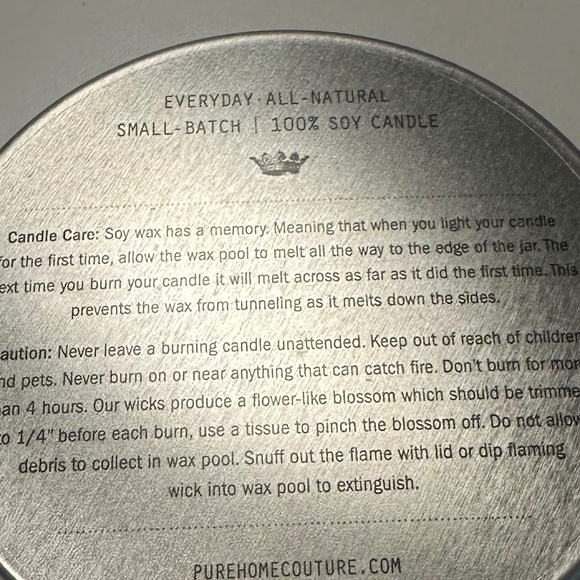 EVERYDAY · ALL-NATURAL
SMALL-BATCH | 100% SOY CANDLE
Candle Care: Soy wax has a memory. Meaning that when you light your candle
for the first time, allow the wax pool to melt all the way to the edge of the jar. The
ext time you burn your candle it will melt across as far as it did the first time. This
prevents the wax from tunneling as it melts down the sides.
aution: Never leave a burning candle unattended. Keep out of reach of children
nd pets. Never burn on or near anything that can catch fire. Don't burn for more
an 4 hours. Our wicks produce a flower-like blossom which should be trimme
to 1/4" before each burn, use a tissue to pinch the blossom off. Do not allow
debris to collect in wax pool. Snuff out the flame with lid or dip flaming
wick into wax pool to extinguish.
PUREHOMECOUTURE.COM